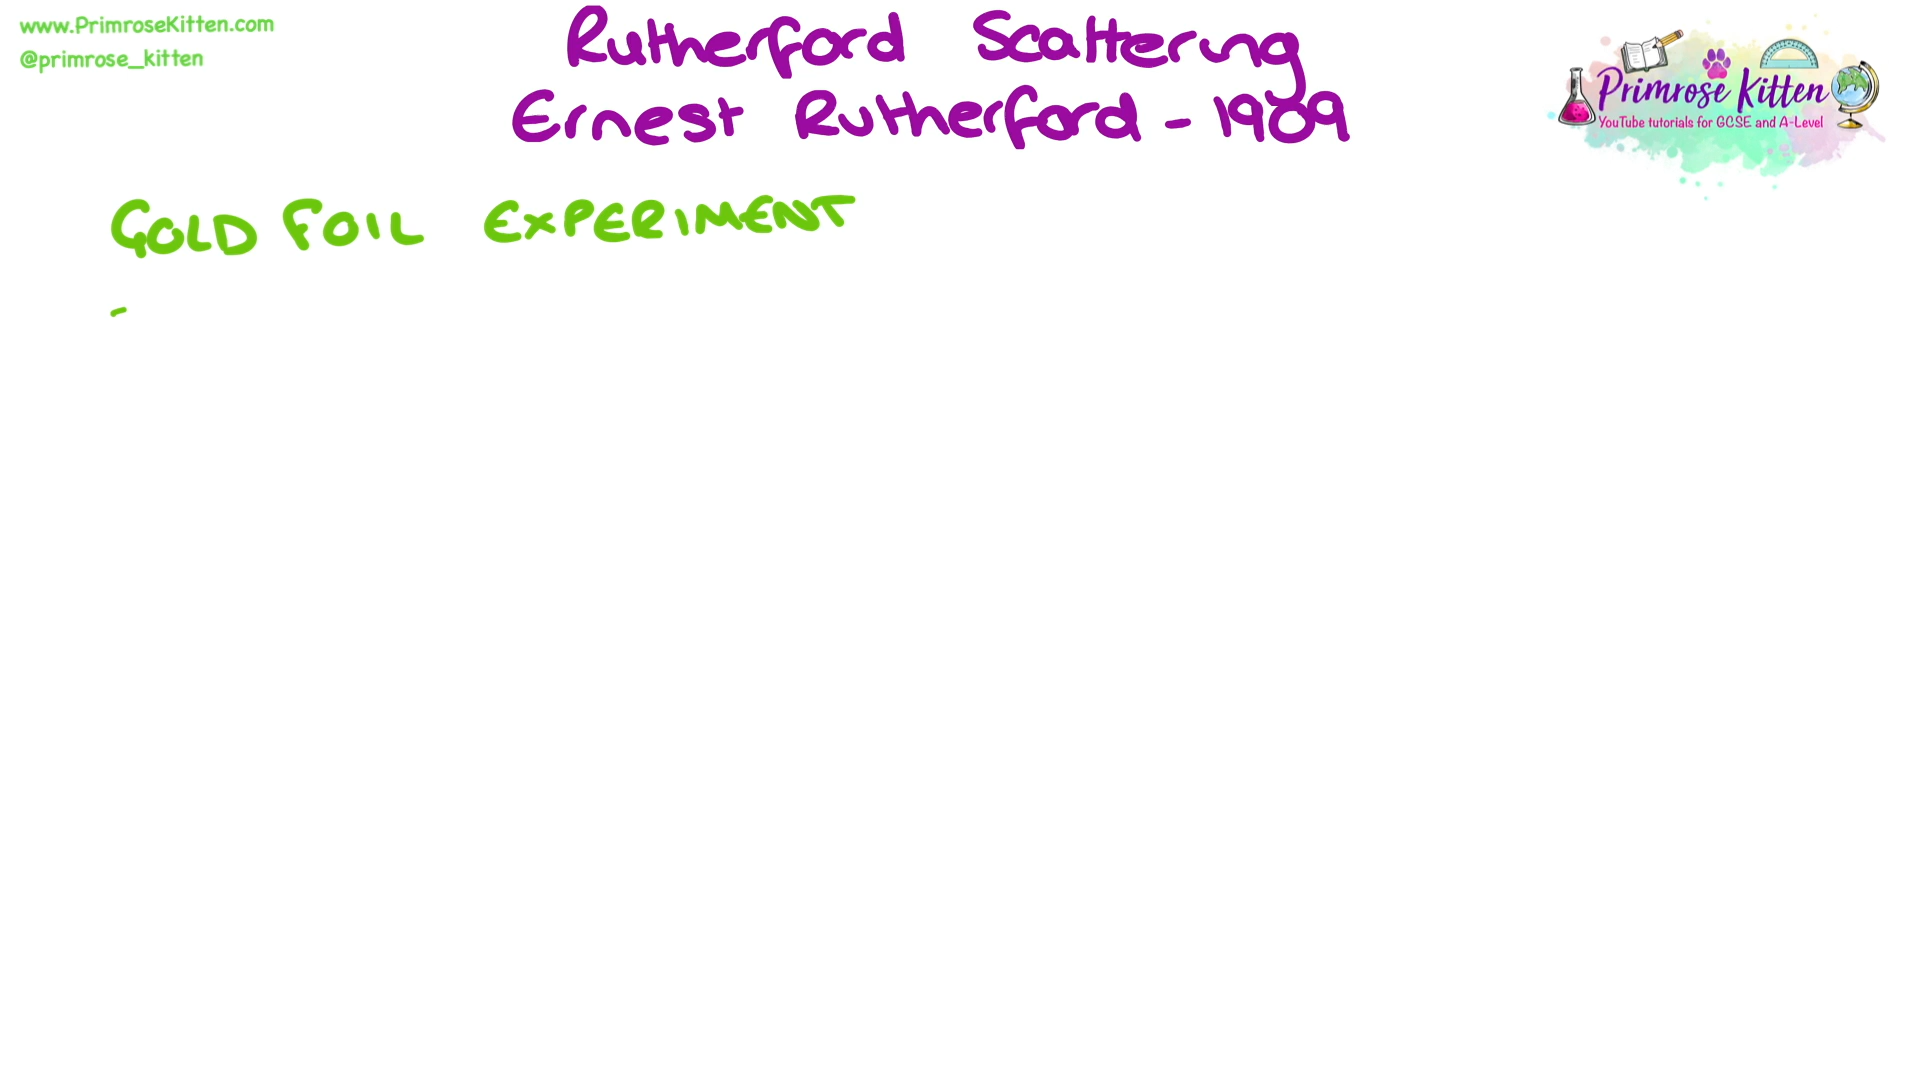 www.PrimroseKitten.com
@primrose_kitten
Rutherford Scattering
Ernest Rutherford - 1909
Primrose Kitten
YouTube tutorials for GCSE and A-Level
GOLD FOIL EXPERIMENT
-